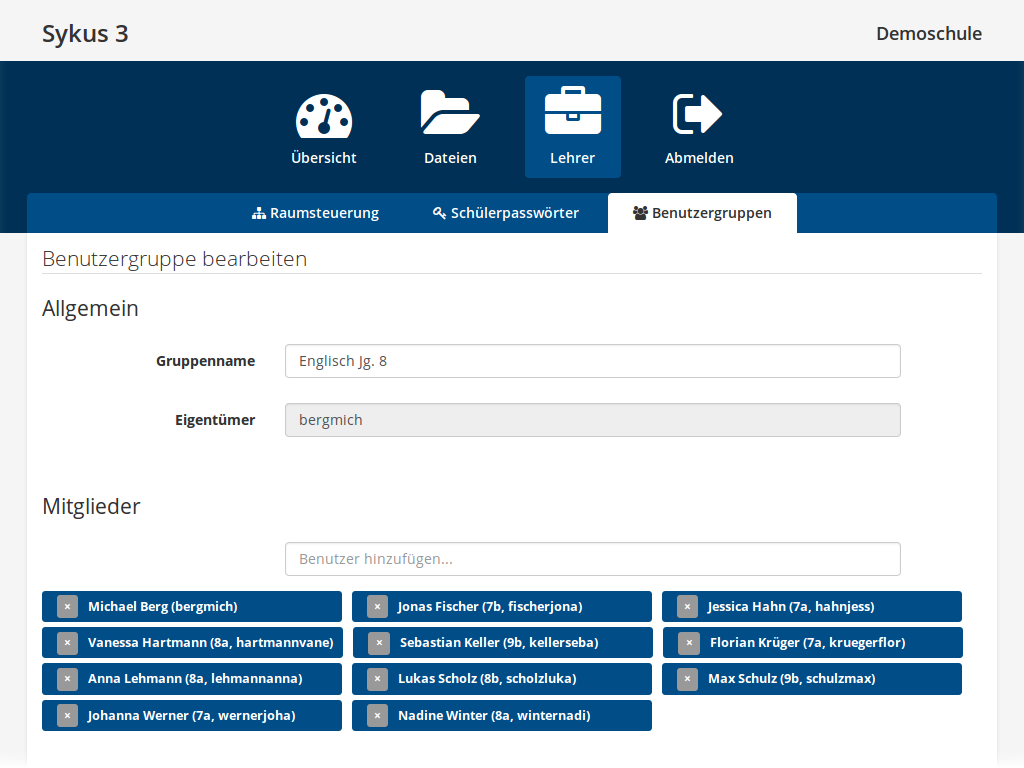 Sykus 3
Demoschule
Übersicht
Dateien
Lehrer
Abmelden
Raumsteuerung
Schülerpasswörter
Benutzergruppen
Benutzergruppe bearbeiten
Allgemein
Gruppenname
Englisch Jg. 8
Eigentümer
bergmich
Mitglieder
Benutzer hinzufügen...
× Michael Berg (bergmich)
× Jonas Fischer (7b, fischerjona)
× Jessica Hahn (7a, hahnjess)
× Vanessa Hartmann (8a, hartmannvane)
× Sebastian Keller (9b, kellerseba)
× Florian Krüger (7a, kruegerflor)
× Anna Lehmann (8a, lehmannanna)
× Lukas Scholz (8b, scholzluka)
× Max Schulz (9b, schulzmax)
× Johanna Werner (7a, wernerjoha)
× Nadine Winter (8a, winternadi)